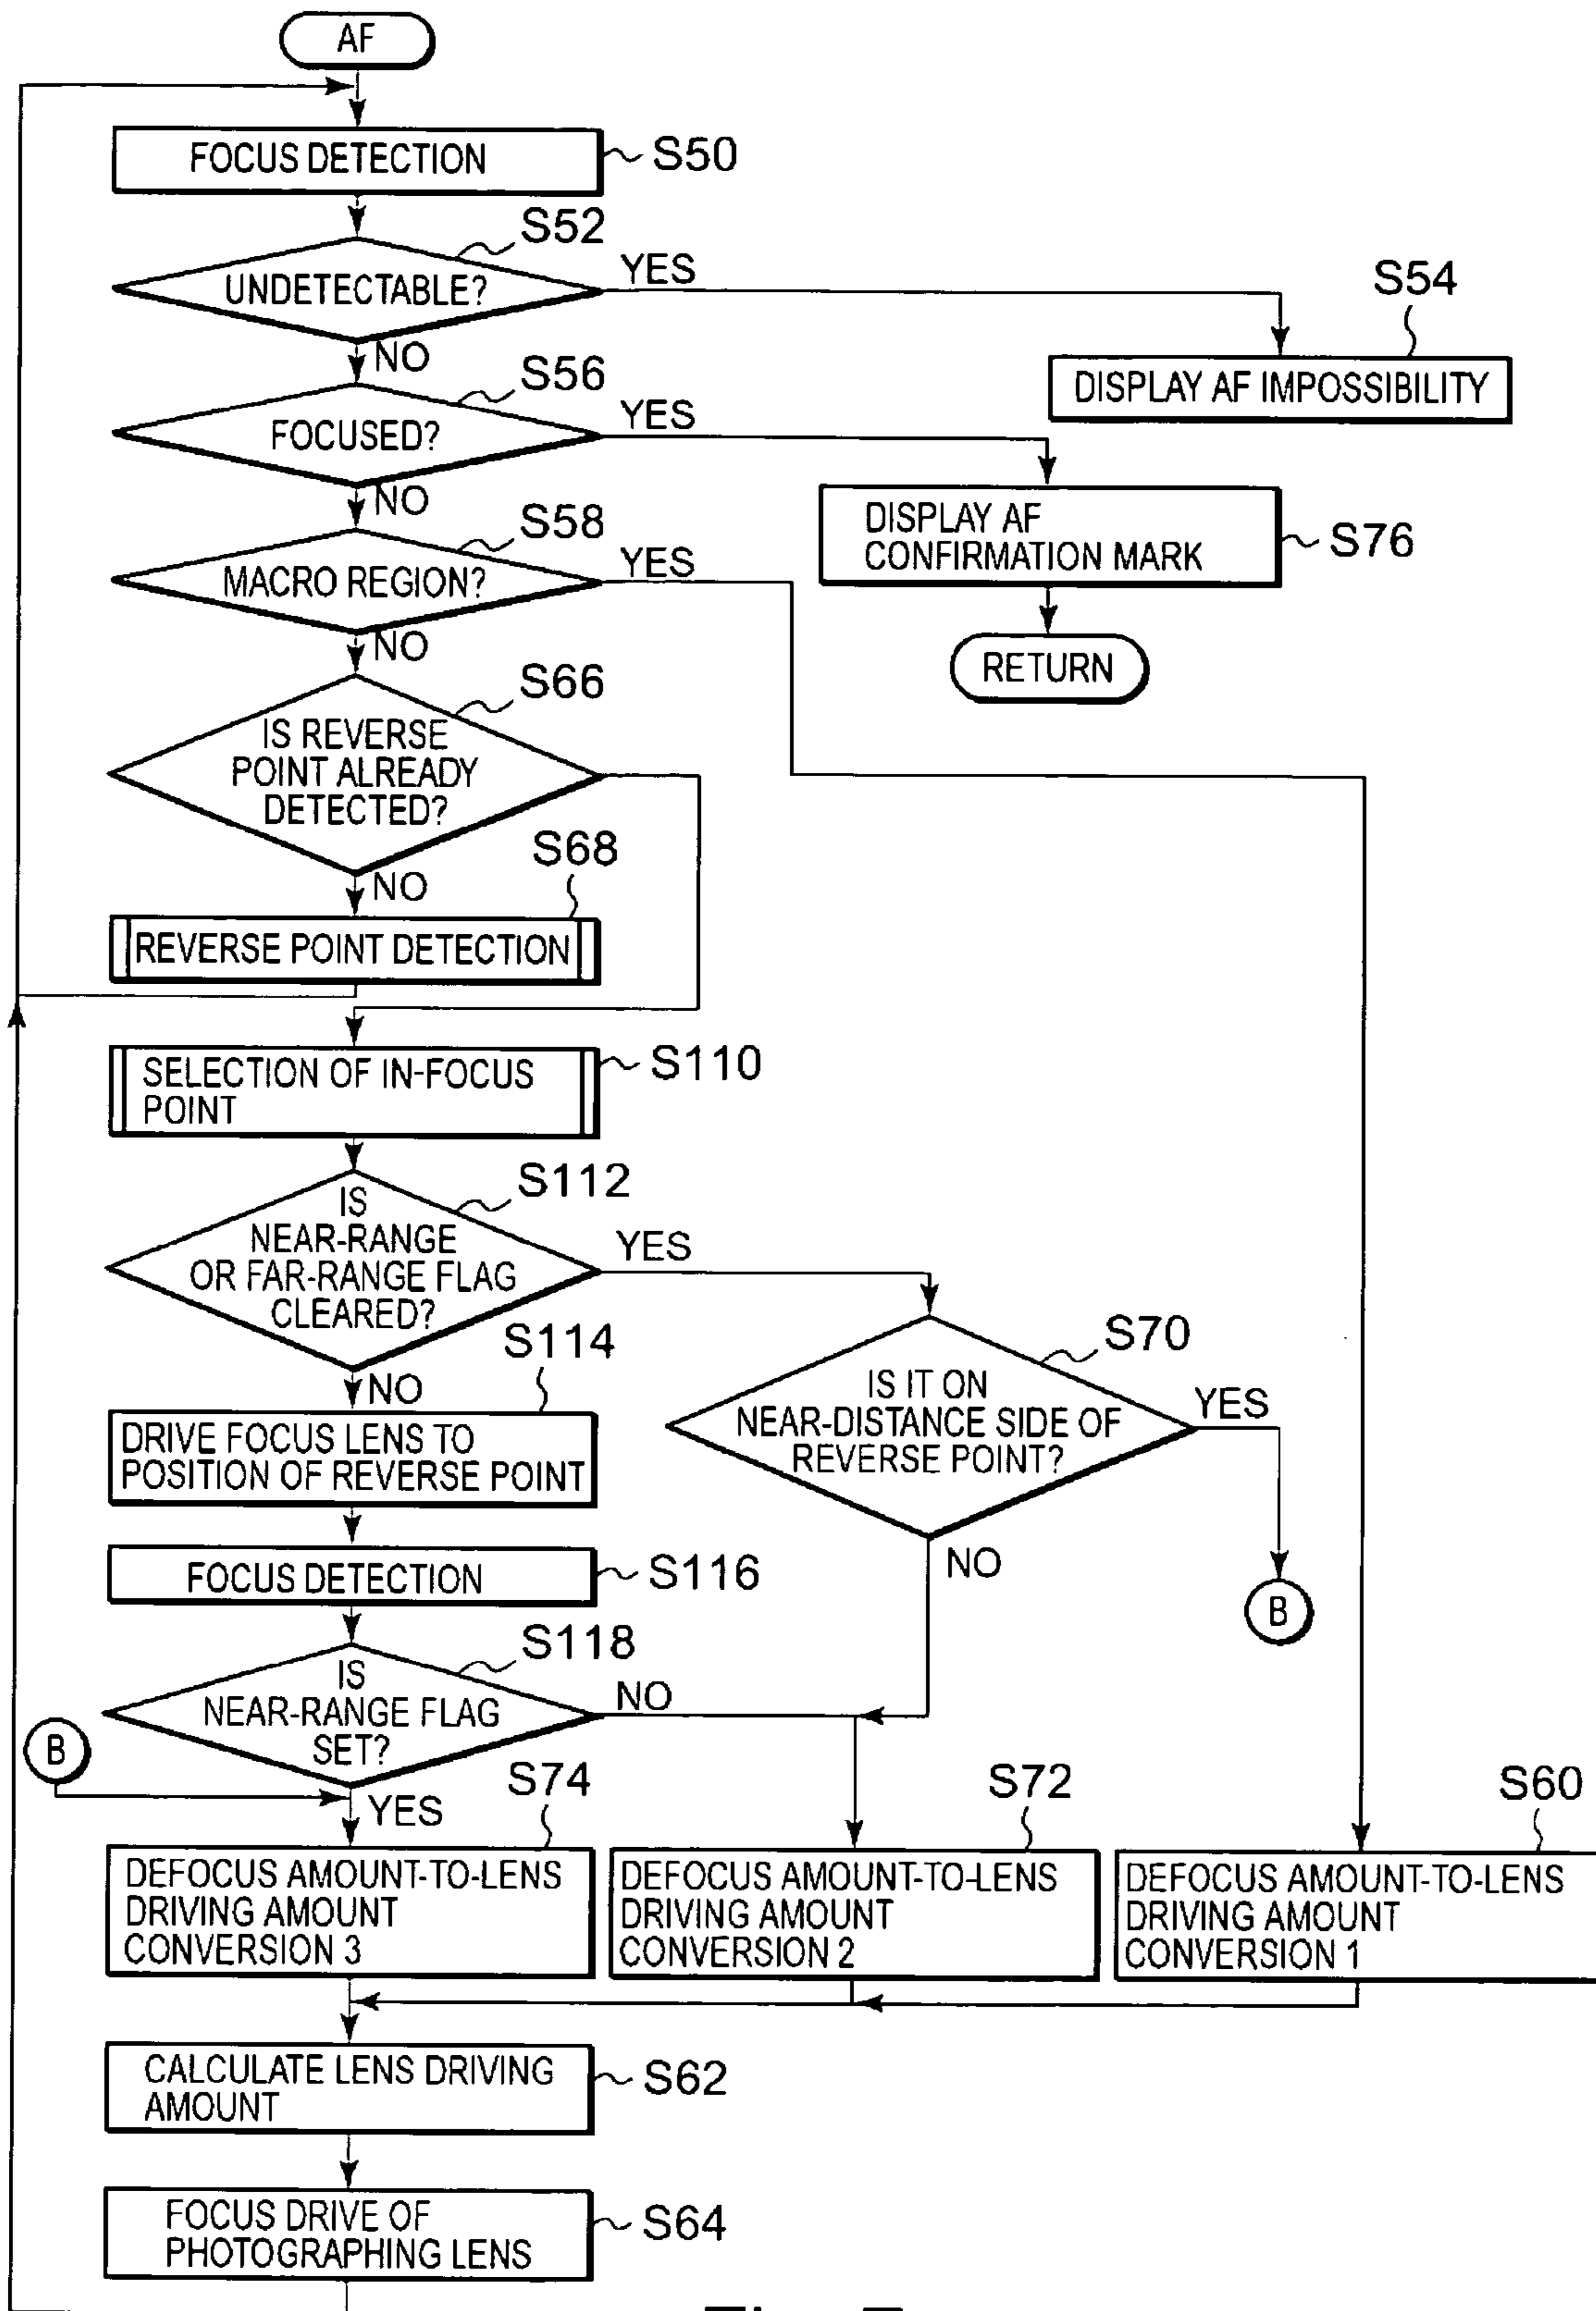 AF
FOCUS DETECTION
S50
S52
UNDETECTABLE?
YES
S54
DISPLAY AF IMPOSSIBILITY
NO
S56
FOCUSED?
YES
DISPLAY AF
CONFIRMATION MARK
S76
RETURN
NO
S58
MACRO REGION?
YES
NO
S66
IS REVERSE
POINT ALREADY
DETECTED?
NO
S68
REVERSE POINT DETECTION
SELECTION OF IN-FOCUS
POINT
S110
S112
IS
NEAR-RANGE
OR FAR-RANGE FLAG
CLEARED?
YES
S70
IS IT ON
NEAR-DISTANCE SIDE OF
REVERSE POINT?
YES
B
NO
NO
S114
DRIVE FOCUS LENS TO
POSITION OF REVERSE POINT
FOCUS DETECTION
S116
S118
IS
NEAR-RANGE FLAG
SET?
NO
B
YES
S74
DEFOCUS AMOUNT-TO-LENS
DRIVING AMOUNT
CONVERSION 3
S72
DEFOCUS AMOUNT-TO-LENS
DRIVING AMOUNT
CONVERSION 2
S60
DEFOCUS AMOUNT-TO-LENS
DRIVING AMOUNT
CONVERSION 1
CALCULATE LENS DRIVING
AMOUNT
S62
FOCUS DRIVE OF
PHOTOGRAPHING LENS
S64